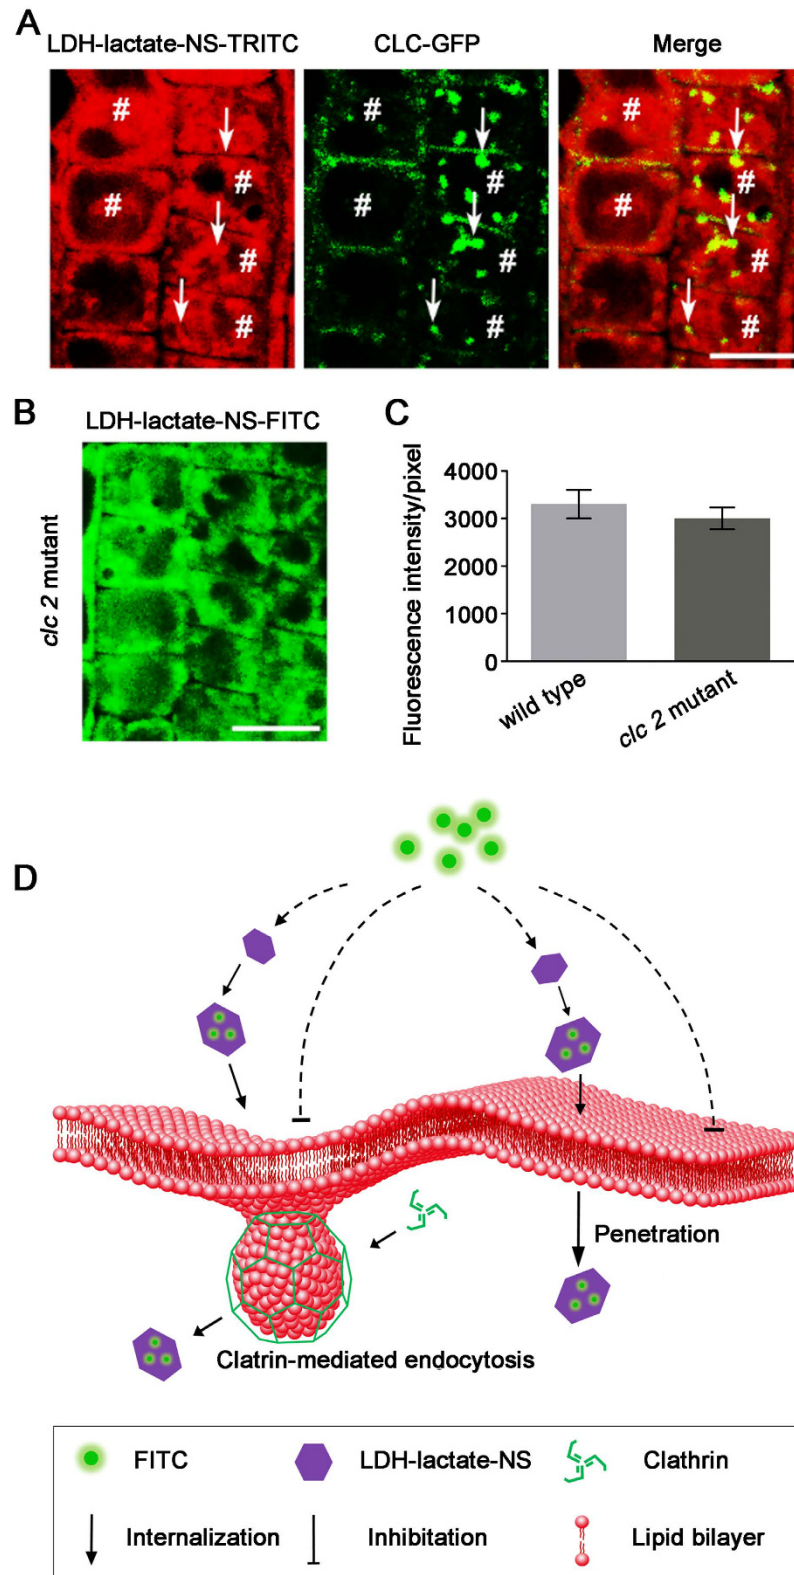 A
LDH-lactate-NS-TRITC CLC-GFP Merge
# # #
# # #
# # #
# # #
# # #
B
LDH-lactate-NS-FITC
clc 2 mutant
C
Fluorescence intensity/pixel
4000
3000
2000
1000
0
wild type
clc 2 mutant
D
Penetration
Clatrin-mediated endocytosis
FITC LDH-lactate-NS Clathrin
Internalization Inhibitation Lipid bilayer